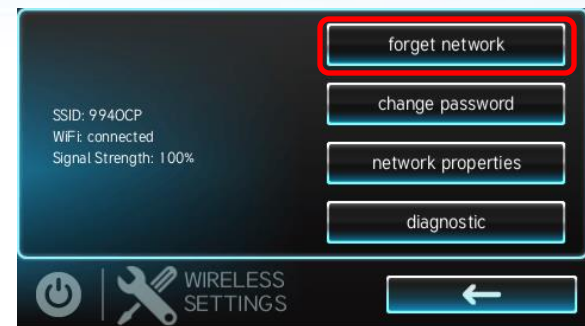 forget network
change password
SSID: 994OCP
WiFi: connected
Signal Strength: 100%
network properties
diagnostic
WIRELESS
SETTINGS